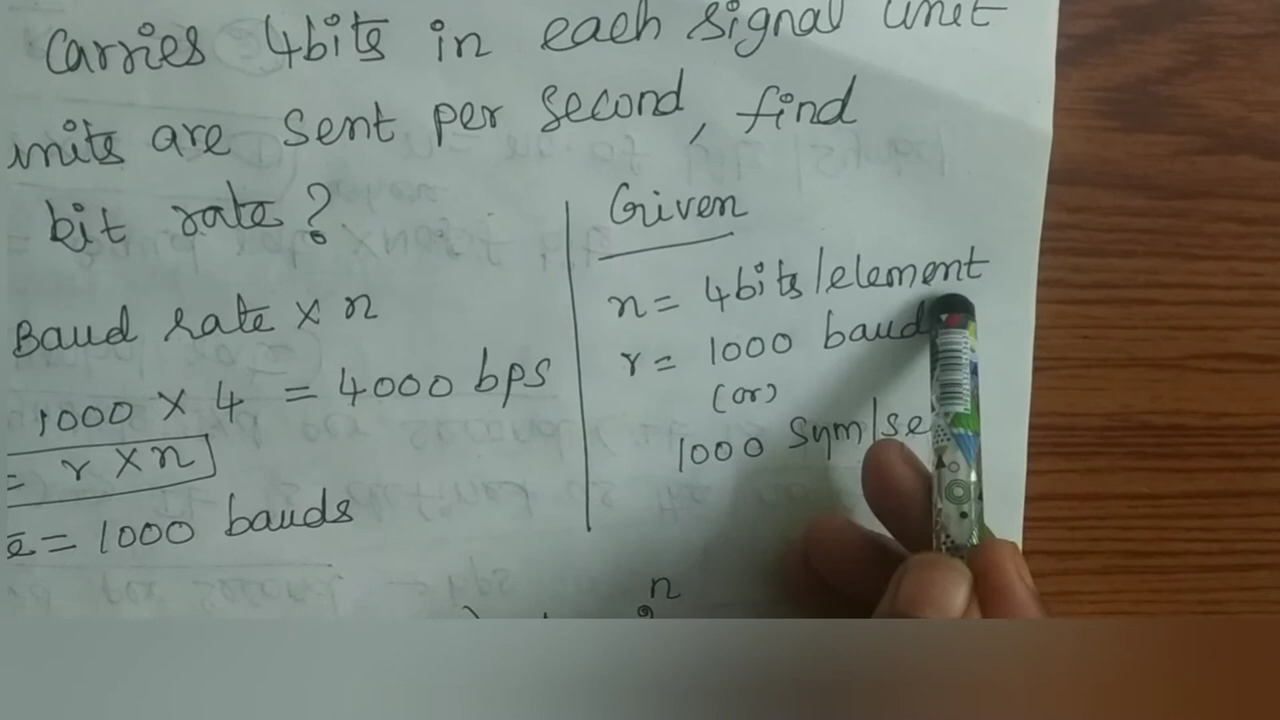 Carries 4bits in each signal unit
units are sent per second, find
bit rate?
Baud rate × n
1000 × 4 = 4000 bps
= r × n
= 1000 bauds
Given
n = 4bits/element
r = 1000 baud
(or)
1000 Sym/se
n